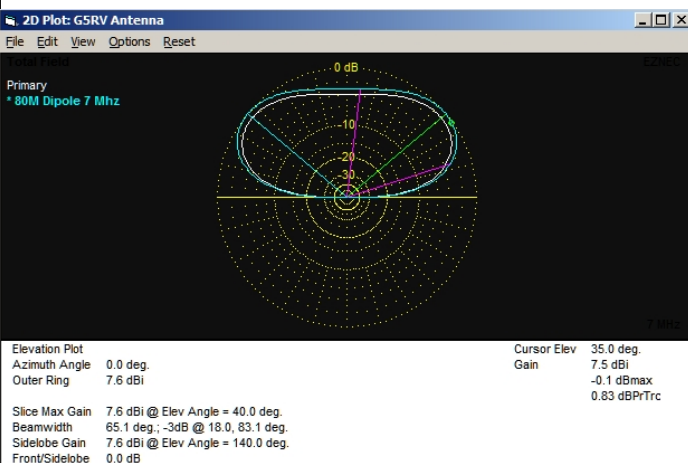 2D Plot: G5RV Antenna
File Edit View Options Reset
Total Field EZNEC
0 dB
Primary
* 80M Dipole 7 Mhz
-10
-20
-30
7 MHz
Elevation Plot Cursor Elev 35.0 deg.
Azimuth Angle 0.0 deg. Gain 7.5 dBi
Outer Ring 7.6 dBi -0.1 dBmax
0.83 dBPrTrc
Slice Max Gain 7.6 dBi @ Elev Angle = 40.0 deg.
Beamwidth 65.1 deg.; -3dB @ 18.0, 83.1 deg.
Sidelobe Gain 7.6 dBi @ Elev Angle = 140.0 deg.
Front/Sidelobe 0.0 dB